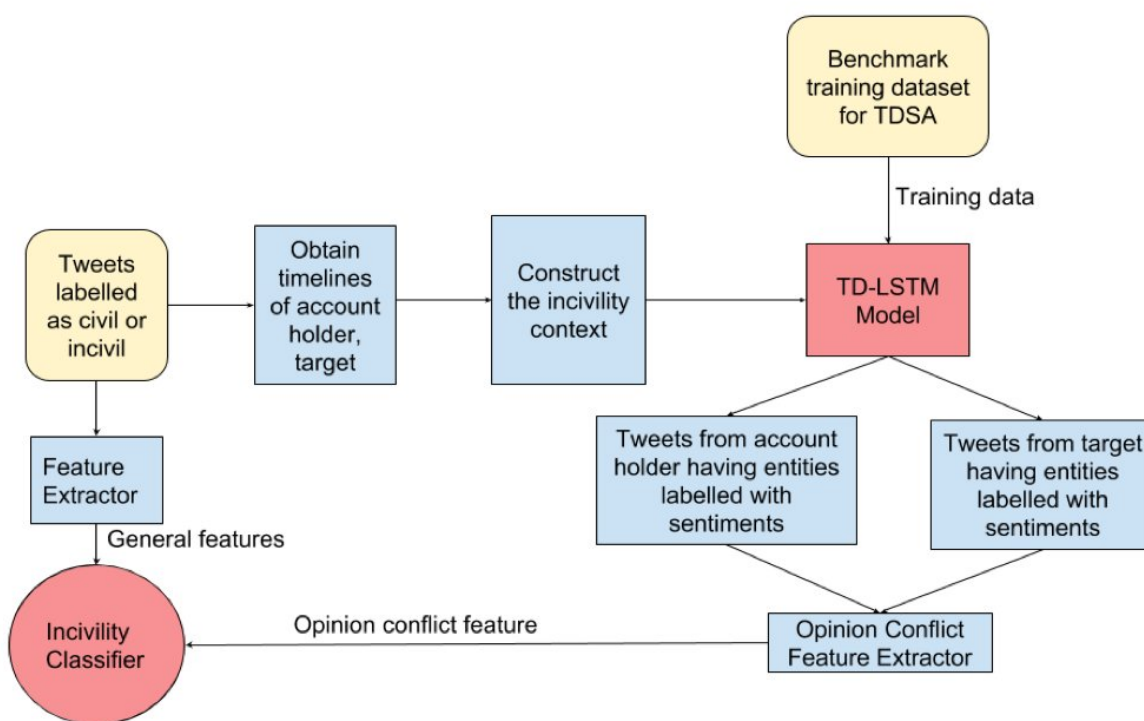 Benchmark
training dataset
for TDSA
Training data
Tweets
labelled
as civil or
incivil
Obtain
timelines
of account
holder,
target
Construct
the incivility
context
TD-LSTM
Model
Feature
Extractor
General features
Tweets from account
holder having entities
labelled with
sentiments
Tweets from target
having entities
labelled with
sentiments
Incivility
Classifier
Opinion conflict feature
Opinion Conflict
Feature Extractor